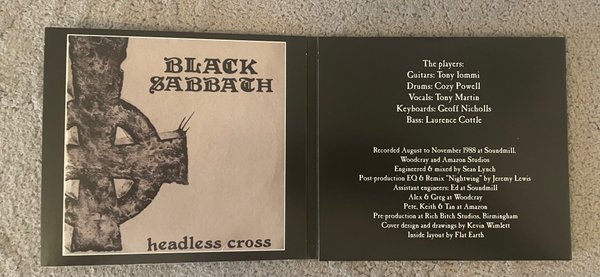 BLACK
SABBATH
headless cross
The players:
Guitars: Tony Iommi
Drums: Cozy Powell
Vocals: Tony Martin
Keyboards: Geoff Nicholls
Bass: Laurence Cottle
Recorded August to November 1988 at Soundmill,
Woodcray and Amazon Studios
Engineered & mixed by Sean Lynch
Post-production EQ & Remix "Nightwing" by Jeremy Lewis
Assistant engineers: Ed at Soundmill
Alex & Greg at Woodcray
Pete, Keith & Tan at Amazon
Pre-production at Rich Bitch Studios, Birmingham
Cover design and drawings by Kevin Wimlett
Inside layout by Flat Earth